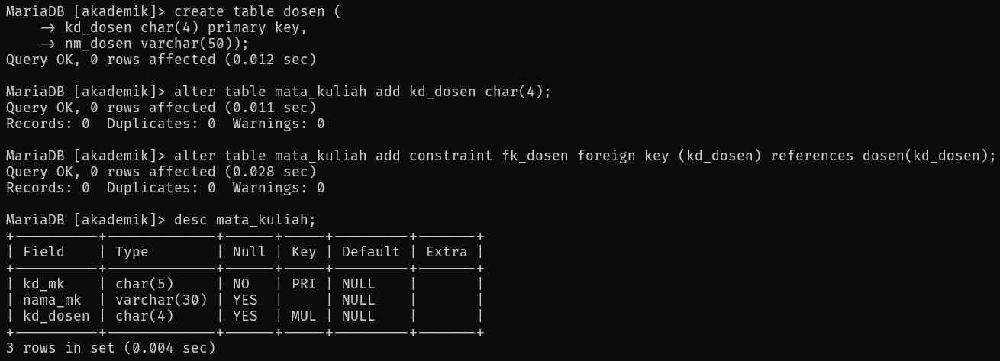 MariaDB [akademik]> create table dosen (
    -> kd_dosen char(4) primary key,
    -> nm_dosen varchar(50));
Query OK, 0 rows affected (0.012 sec)

MariaDB [akademik]> alter table mata_kuliah add kd_dosen char(4);
Query OK, 0 rows affected (0.011 sec)
Records: 0  Duplicates: 0  Warnings: 0

MariaDB [akademik]> alter table mata_kuliah add constraint fk_dosen foreign key (kd_dosen) references dosen(kd_dosen);
Query OK, 0 rows affected (0.028 sec)
Records: 0  Duplicates: 0  Warnings: 0

MariaDB [akademik]> desc mata_kuliah;
+----------+-------------+------+-----+---------+-------+
| Field    | Type        | Null | Key | Default | Extra |
+----------+-------------+------+-----+---------+-------+
| kd_mk    | char(5)     | NO   | PRI | NULL    |       |
| nama_mk  | varchar(30) | YES  |     | NULL    |       |
| kd_dosen | char(4)     | YES  | MUL | NULL    |       |
+----------+-------------+------+-----+---------+-------+
3 rows in set (0.004 sec)